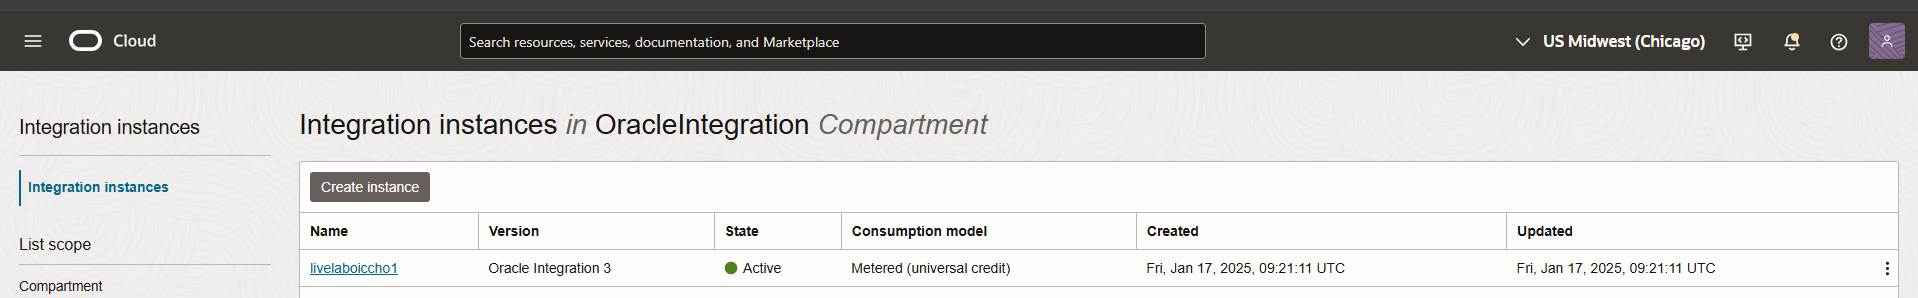 Cloud
Search resources, services, documentation, and Marketplace
US Midwest (Chicago)
Integration instances
Integration instances
List scope
Compartment
Integration instances in OracleIntegration Compartment
Create instance
Name Version State Consumption model Created Updated
livelaboiccho1 Oracle Integration 3 Active Metered (universal credit) Fri, Jan 17, 2025, 09:21:11 UTC Fri, Jan 17, 2025, 09:21:11 UTC